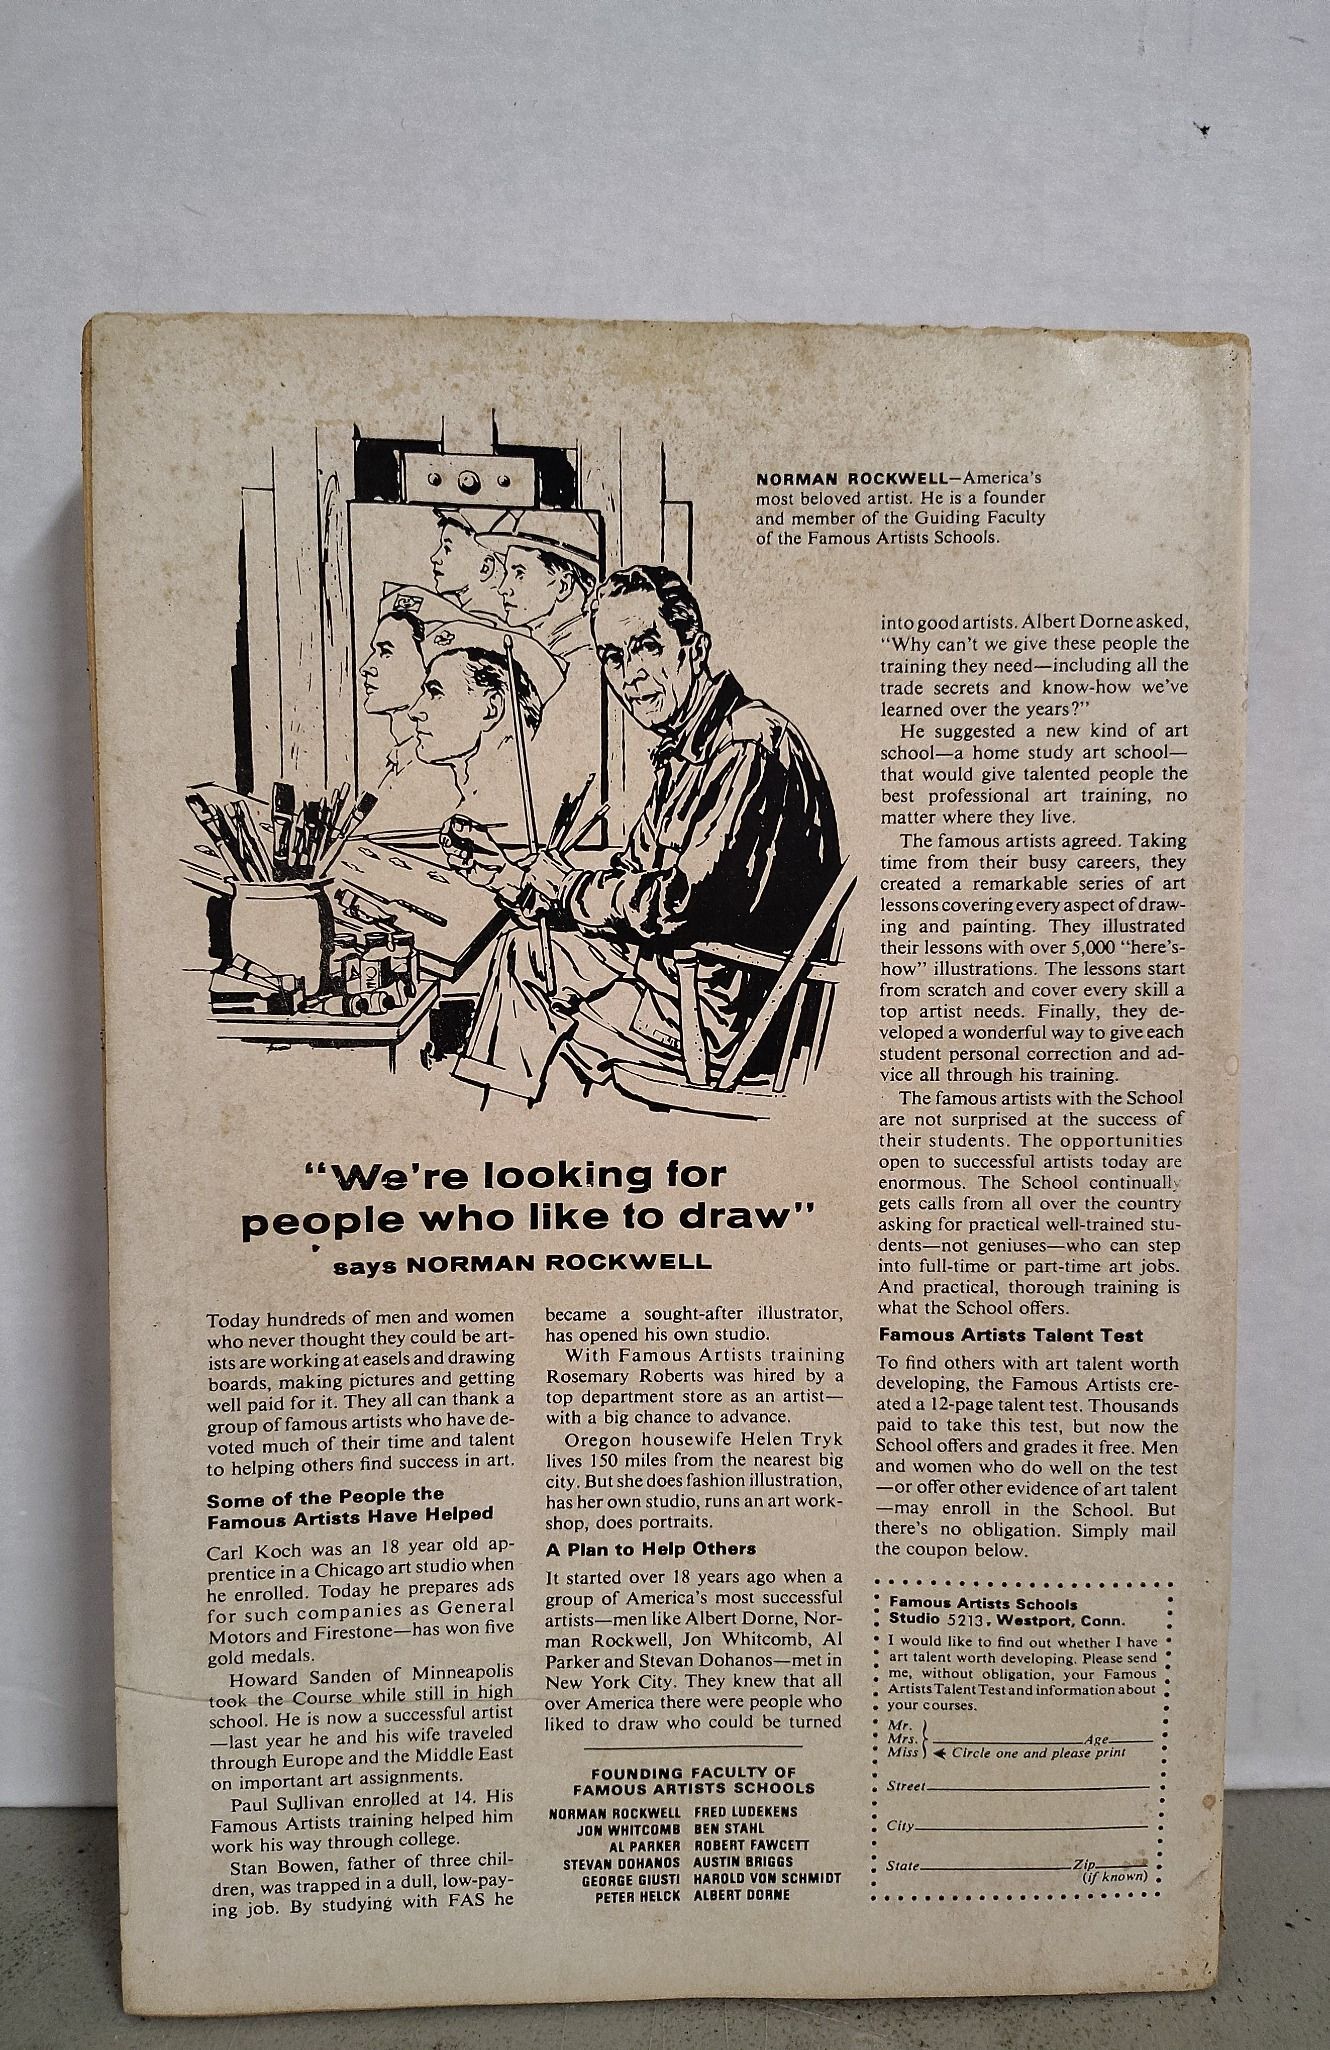 NORMAN ROCKWELL—America's
most beloved artist. He is a founder
and member of the Guiding Faculty
of the Famous Artists Schools.
"We're looking for
people who like to draw"
says NORMAN ROCKWELL
Today hundreds of men and women
who never thought they could be art-
ists are working at easels and drawing
boards, making pictures and getting
well paid for it. They all can thank a
group of famous artists who have de-
voted much of their time and talent
to helping others find success in art.
Some of the People the
Famous Artists Have Helped
Carl Koch was an 18 year old ap-
prentice in a Chicago art studio when
he enrolled. Today he prepares ads
for such companies as General
Motors and Firestone—has won five
gold medals.
Howard Sanden of Minneapolis
took the Course while still in high
school. He is now a successful artist
—last year he and his wife traveled
through Europe and the Middle East
on important art assignments.
Paul Sullivan enrolled at 14. His
Famous Artists training helped him
work his way through college.
Stan Bowen, father of three chil-
dren, was trapped in a dull, low-pay-
ing job. By studying with FAS he
became a sought-after illustrator,
has opened his own studio.
With Famous Artists training
Rosemary Roberts was hired by a
top department store as an artist—
with a big chance to advance.
Oregon housewife Helen Tryk
lives 150 miles from the nearest big
city. But she does fashion illustration,
has her own studio, runs an art work-
shop, does portraits.
A Plan to Help Others
It started over 18 years ago when a
group of America's most successful
artists—men like Albert Dorne, Nor-
man Rockwell, Jon Whitcomb, Al
Parker and Stevan Dohanos—met in
New York City. They knew that all
over America there were people who
liked to draw who could be turned
FOUNDING FACULTY OF
FAMOUS ARTISTS SCHOOLS
NORMAN ROCKWELL FRED LUDEKENS
JON WHITCOMB BEN STAHL
AL PARKER ROBERT FAWCETT
STEVAN DOHANOS AUSTIN BRIGGS
GEORGE GIUSTI HAROLD VON SCHMIDT
PETER HELCK ALBERT DORNE
into good artists. Albert Dorne asked,
"Why can't we give these people the
training they need—including all the
trade secrets and know-how we've
learned over the years?"
He suggested a new kind of art
school—a home study art school—
that would give talented people the
best professional art training, no
matter where they live.
The famous artists agreed. Taking
time from their busy careers, they
created a remarkable series of art
lessons covering every aspect of draw-
ing and painting. They illustrated
their lessons with over 5,000 "here's-
how" illustrations. The lessons start
from scratch and cover every skill a
top artist needs. Finally, they de-
veloped a wonderful way to give each
student personal correction and ad-
vice all through his training.
The famous artists with the School
are not surprised at the success of
their students. The opportunities
open to successful artists today are
enormous. The School continually
gets calls from all over the country
asking for practical well-trained stu-
dents—not geniuses—who can step
into full-time or part-time art jobs.
And practical, thorough training is
what the School offers.
Famous Artists Talent Test
To find others with art talent worth
developing, the Famous Artists cre-
ated a 12-page talent test. Thousands
paid to take this test, but now the
School offers and grades it free. Men
and women who do well on the test
—or offer other evidence of art talent
—may enroll in the School. But
there's no obligation. Simply mail
the coupon below.
Famous Artists Schools
Studio 5213, Westport, Conn.
I would like to find out whether I have
art talent worth developing. Please send
me, without obligation, your Famous
Artists Talent Test and information about
your courses.
Mr.
Mrs. Age
Miss Circle one and please print
Street
City
State Zip
(if known)